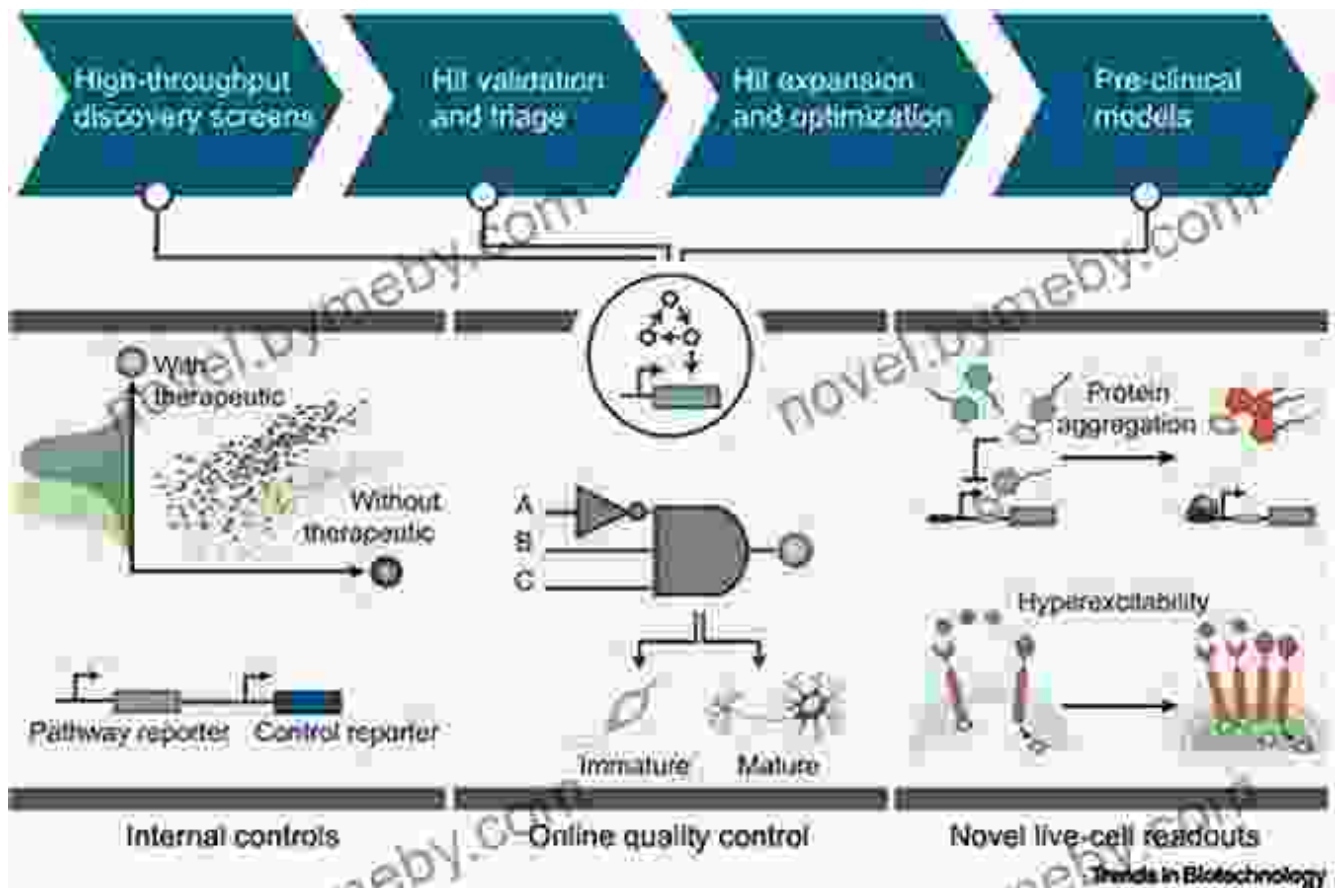 High-throughput
discovery screens
Hit validation
and triage
Hit expansion
and optimization
Pre-clinical
models
With
therapeutic
Without
therapeutic
Pathway reporter
Control reporter
A
B
C
Immature
Mature
Protein
aggregation
Hyperexcitability
Internal controls
Online quality control
Novel live-cell readouts
Trends in Biotechnology
novel.bymeby.com
novel.bymeby.com